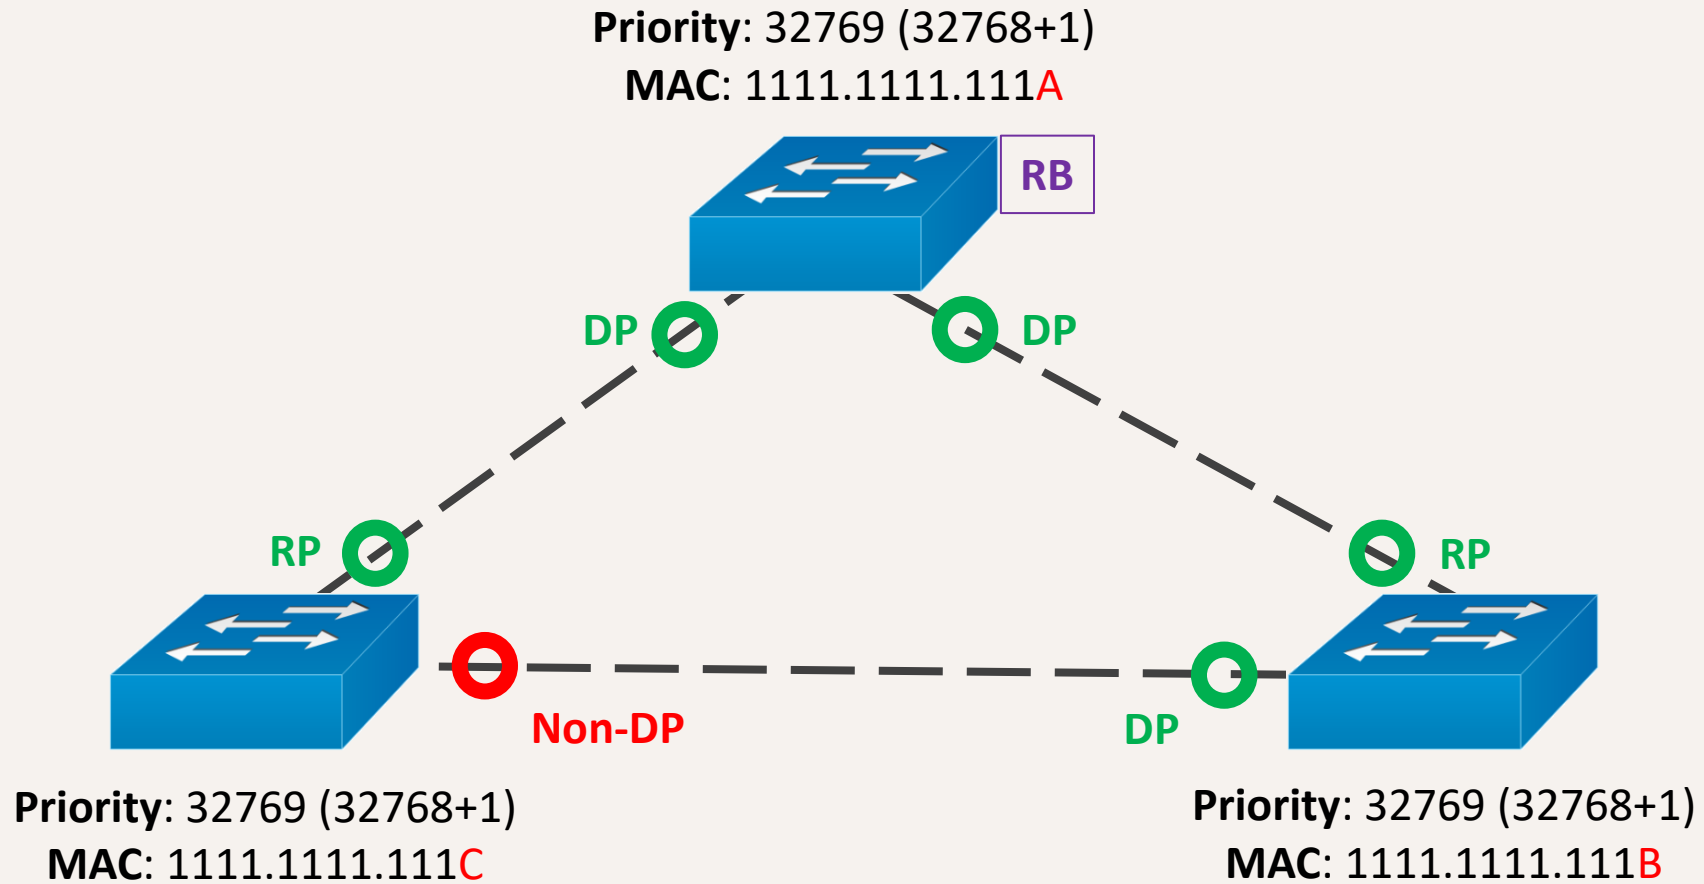 Priority: 32769 (32768+1)
MAC: 1111.1111.111A
RB
DP
DP
RP
RP
Non-DP
DP
Priority: 32769 (32768+1)
MAC: 1111.1111.111C
Priority: 32769 (32768+1)
MAC: 1111.1111.111B